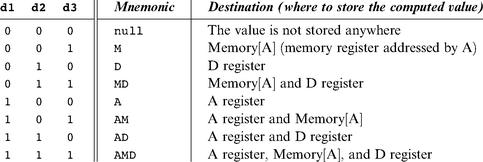 d1 d2 d3 Mnemonic Destination (where to store the computed value)
0 0 0 null The value is not stored anywhere
0 0 1 M Memory[A] (memory register addressed by A)
0 1 0 D D register
0 1 1 MD Memory[A] and D register
1 0 0 A A register
1 0 1 AM A register and Memory[A]
1 1 0 AD A register and D register
1 1 1 AMD A register, Memory[A], and D register